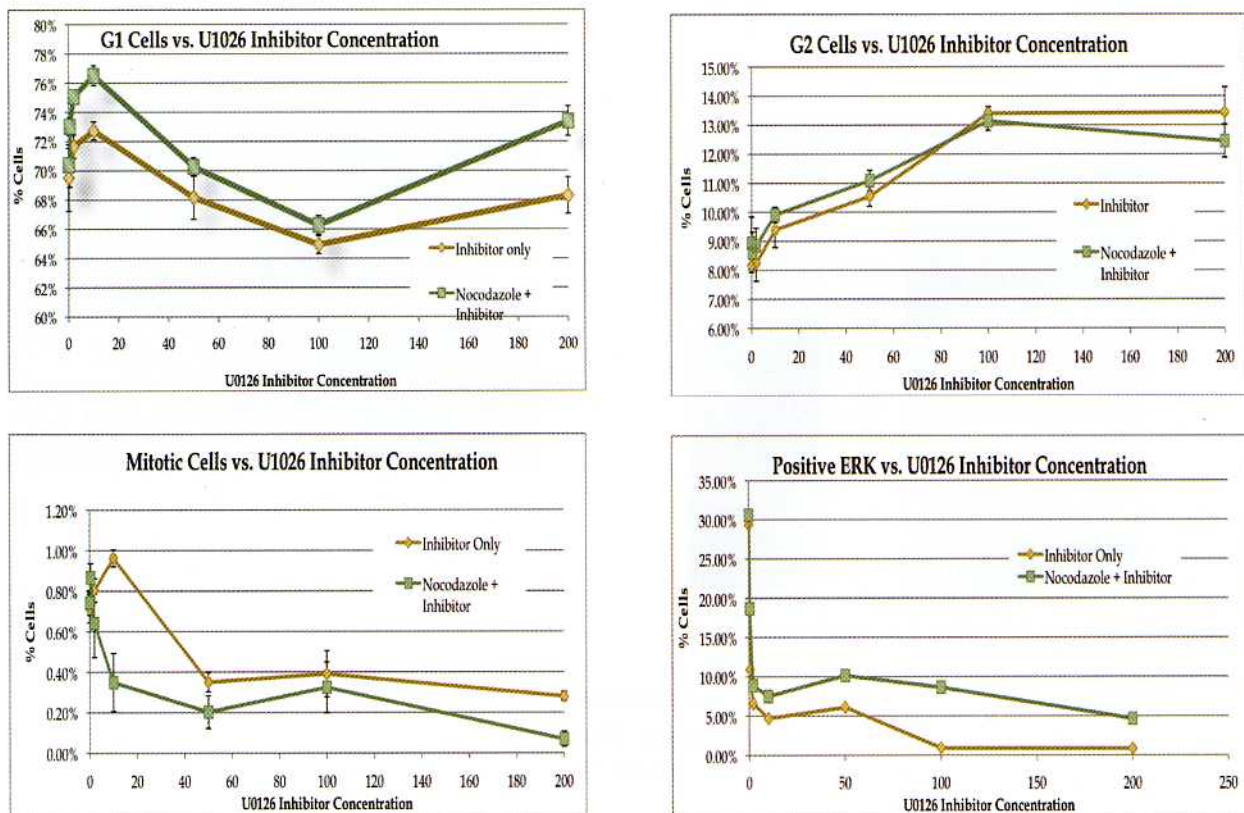 G1 Cells vs. U1026 Inhibitor Concentration
80%
78%
76%
74%
72%
70%
68%
66%
64%
62%
60%
% Cells
Inhibitor only
Nocodazole +
Inhibitor
0 20 40 60 80 100 120 140 160 180 200
U0126 Inhibitor Concentration
G2 Cells vs. U1026 Inhibitor Concentration
15.00%
14.00%
13.00%
12.00%
11.00%
10.00%
9.00%
8.00%
7.00%
6.00%
% Cells
Inhibitor
Nocodazole +
Inhibitor
0 20 40 60 80 100 120 140 160 180 200
U0126 Inhibitor Concentration
Mitotic Cells vs. U1026 Inhibitor Concentration
1.20%
1.00%
0.80%
0.60%
0.40%
0.20%
0.00%
% Cells
Inhibitor Only
Nocodazole +
Inhibitor
0 20 40 60 80 100 120 140 160 180 200
U0126 Inhibitor Concentration
Positive ERK vs. U0126 Inhibitor Concentration
35.00%
30.00%
25.00%
20.00%
15.00%
10.00%
5.00%
0.00%
% Cells
Inhibitor Only
Nocodazole + Inhibitor
0 50 100 150 200 250
U0126 Inhibitor Concentration